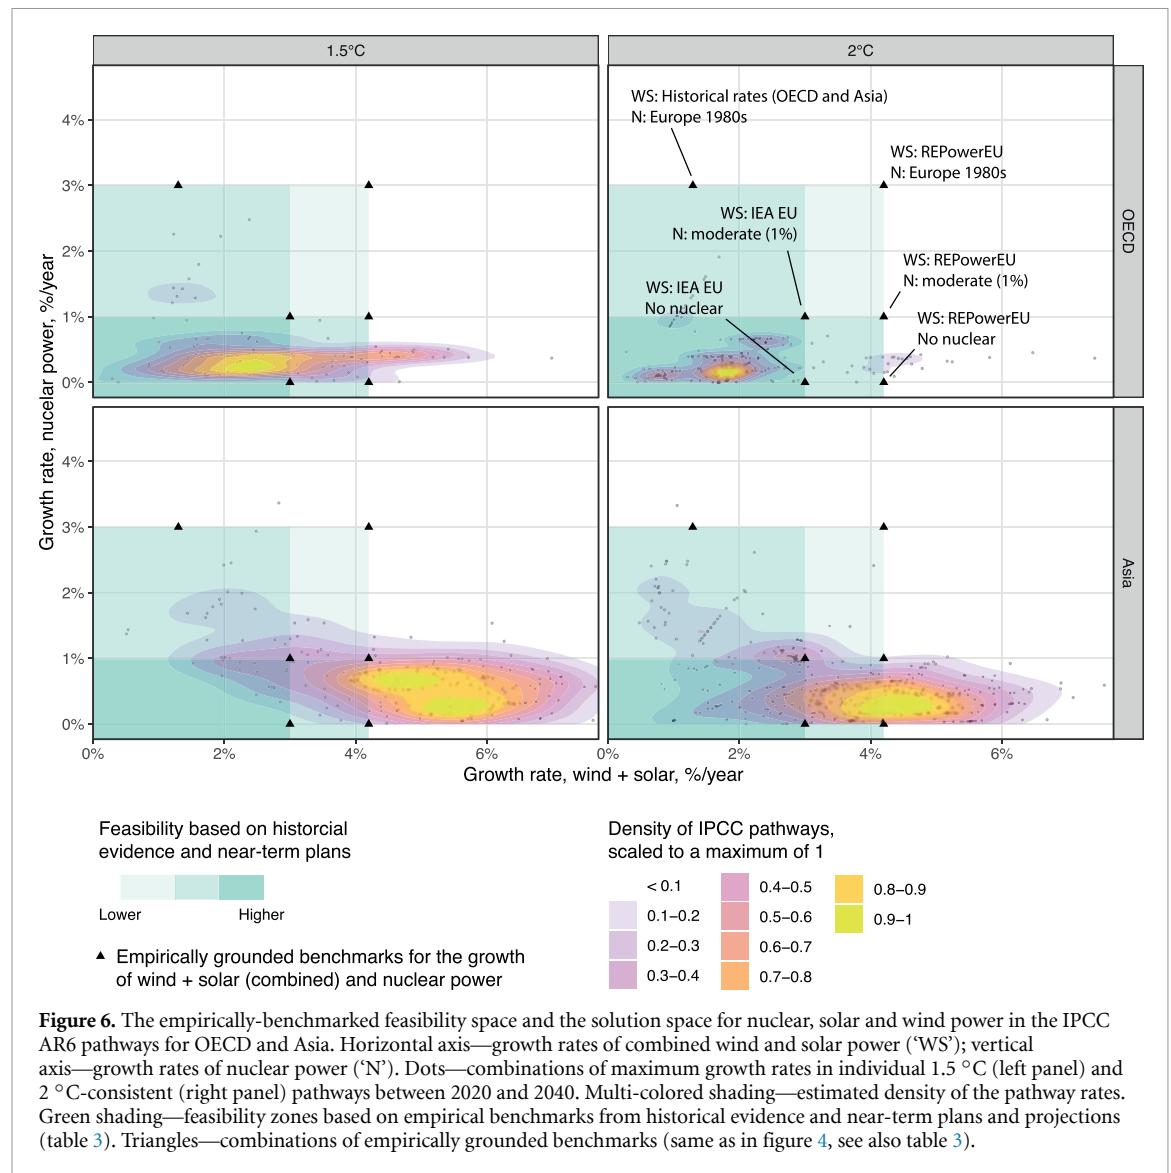 1.5°C
2°C
4%
3%
2%
1%
0%
WS: Historical rates (OECD and Asia)
N: Europe 1980s
WS: REPowerEU
N: Europe 1980s
WS: IEA EU
N: moderate (1%)
WS: REPowerEU
N: moderate (1%)
WS: IEA EU
No nuclear
WS: REPowerEU
No nuclear
OECD
Growth rate, nucelar power, %/year
4%
3%
2%
1%
0%
Asia
0%
2%
4%
6%
0%
2%
4%
6%
Growth rate, wind + solar, %/year
Feasibility based on historcial
evidence and near-term plans
Lower
Higher
Empirically grounded benchmarks for the growth
of wind + solar (combined) and nuclear power
Density of IPCC pathways,
scaled to a maximum of 1
< 0.1
0.1–0.2
0.2–0.3
0.3–0.4
0.4–0.5
0.5–0.6
0.6–0.7
0.7–0.8
0.8–0.9
0.9–1
Figure 6. The empirically-benchmarked feasibility space and the solution space for nuclear, solar and wind power in the IPCC
AR6 pathways for OECD and Asia. Horizontal axis—growth rates of combined wind and solar power (‘WS’); vertical
axis—growth rates of nuclear power (‘N’). Dots—combinations of maximum growth rates in individual 1.5 °C (left panel) and
2 °C-consistent (right panel) pathways between 2020 and 2040. Multi-colored shading—estimated density of the pathway rates.
Green shading—feasibility zones based on empirical benchmarks from historical evidence and near-term plans and projections
(table 3). Triangles—combinations of empirically grounded benchmarks (same as in figure 4, see also table 3).